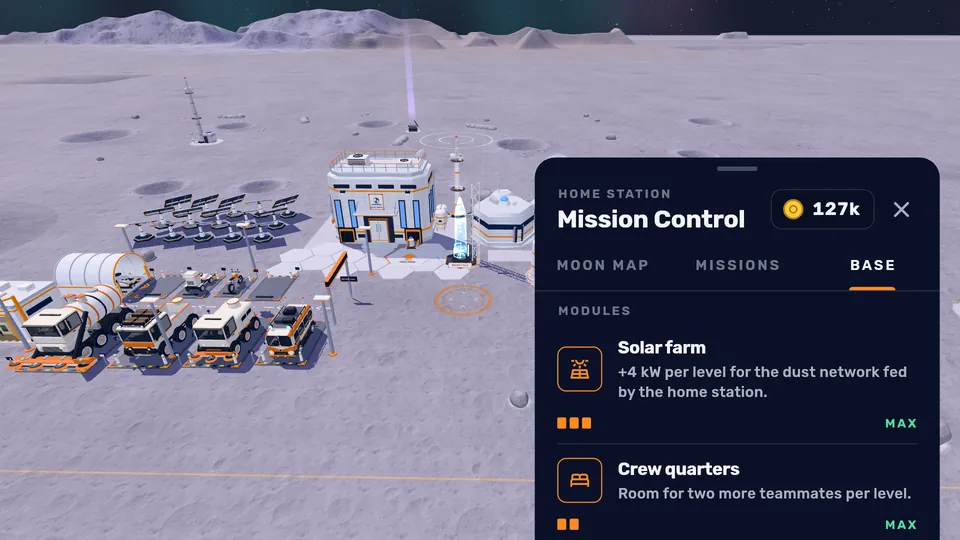 HOME STATION
Mission Control
127k
MOON MAP
MISSIONS
BASE
MODULES
Solar farm
+4 kW per level for the dust network fed
by the home station.
MAX
Crew quarters
Room for two more teammates per level.
MAX